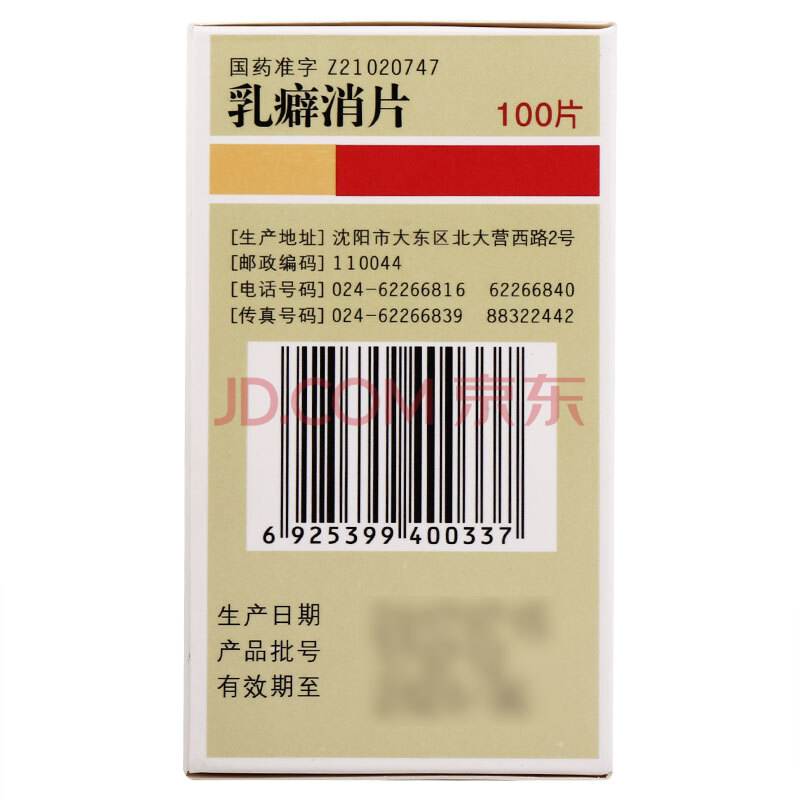 国药准字 Z21020747
乳癖消片 100片
[生产地址] 沈阳市大东区北大营西路2号
[邮政编码] 110044
[电话号码] 024-62266816 62266840
[传真号码] 024-62266839 88322442
JD.COM 京东
6 925399 400337
生产日期
产品批号
有效期至